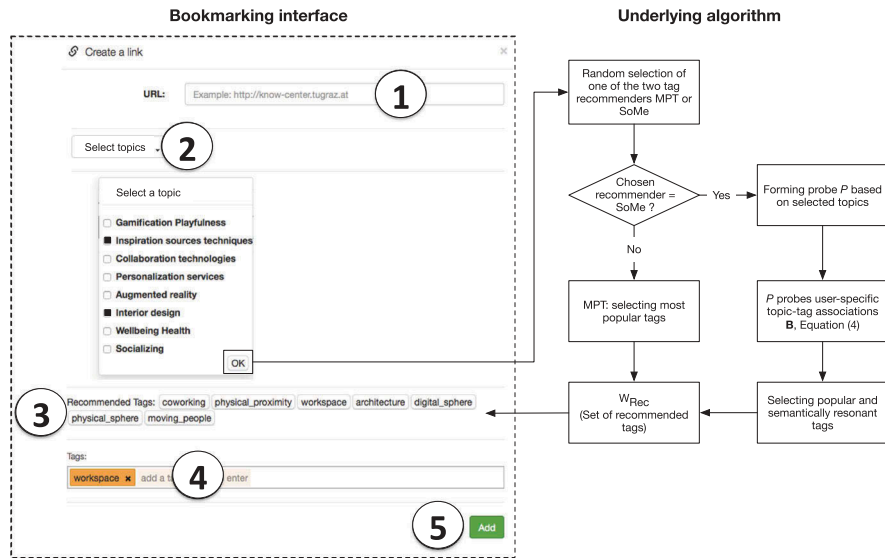 Bookmarking interface
Underlying algorithm
Create a link
×
URL:
Example: http://know-center.tugraz.at
1
Select topics
2
Select a topic
Gamification Playfulness
Inspiration sources techniques
Collaboration technologies
Personalization services
Augmented reality
Interior design
Wellbeing Health
Socializing
OK
3
Recommended Tags: coworking physical_proximity workspace architecture digital_sphere
physical_sphere moving_people
Tags:
workspace × add a ta enter
4
5
Add
Random selection of
one of the two tag
recommenders MPT or
SoMe
Chosen
recommender =
SoMe ?
Yes
No
Forming probe P based
on selected topics
MPT: selecting most
popular tags
P probes user-specific
topic-tag associations
B, Equation (4)
WRec
(Set of recommended
tags)
Selecting popular and
semantically resonant
tags